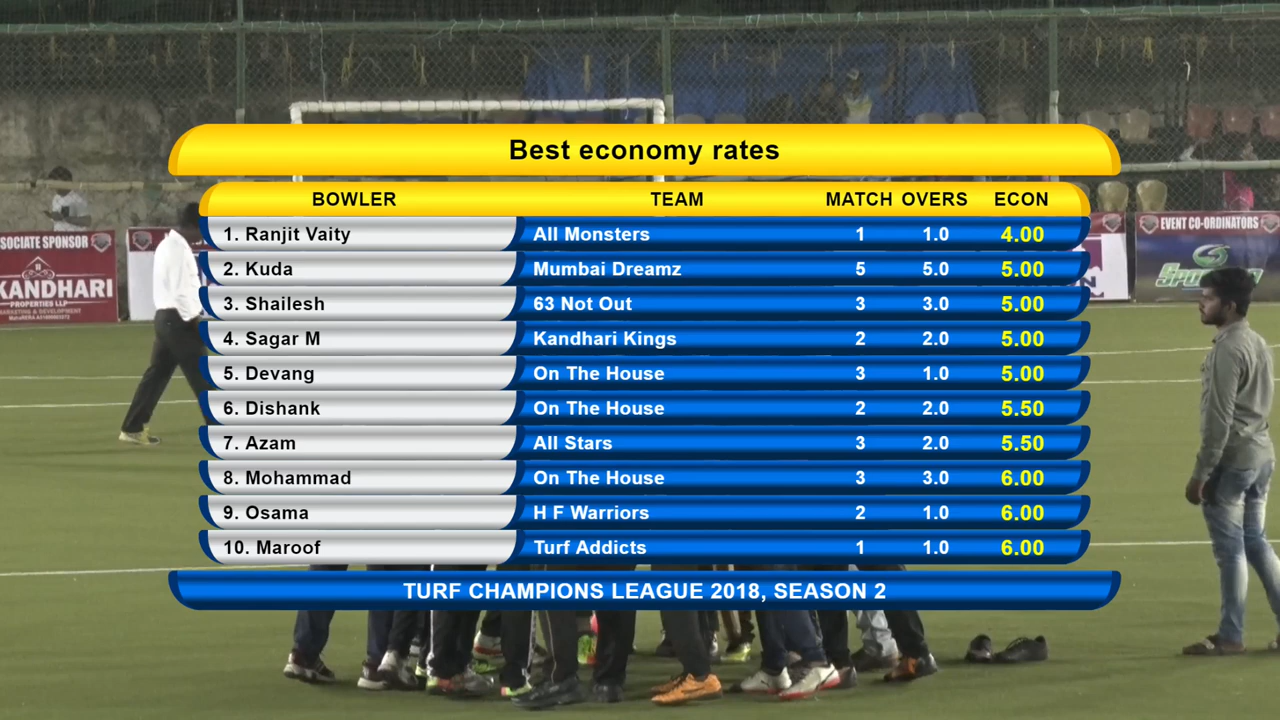 Best economy rates
BOWLER TEAM MATCH OVERS ECON
1. Ranjit Vaity All Monsters 1 1.0 4.00
2. Kuda Mumbai Dreamz 5 5.0 5.00
3. Shailesh 63 Not Out 3 3.0 5.00
4. Sagar M Kandhari Kings 2 2.0 5.00
5. Devang On The House 3 1.0 5.00
6. Dishank On The House 2 2.0 5.50
7. Azam All Stars 3 2.0 5.50
8. Mohammad On The House 3 3.0 6.00
9. Osama H F Warriors 2 1.0 6.00
10. Maroof Turf Addicts 1 1.0 6.00
TURF CHAMPIONS LEAGUE 2018, SEASON 2
SOCIATE SPONSOR
KANDHARI
PROPERTIES LLP
EVENT CO-ORDINATORS